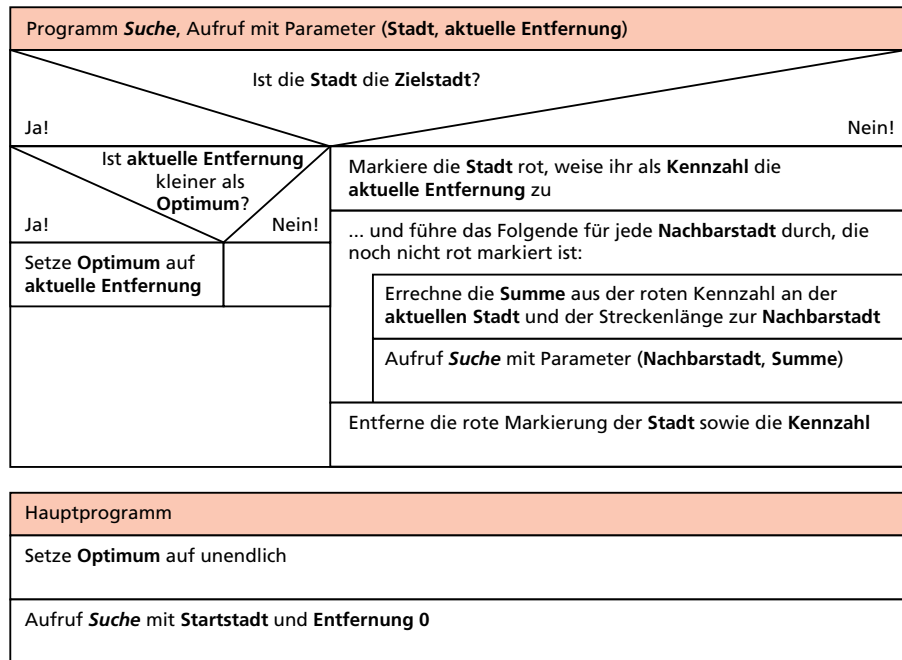 Programm Suche, Aufruf mit Parameter (Stadt, aktuelle Entfernung)
Ist die Stadt die Zielstadt?
Ja!
Nein!
Ist aktuelle Entfernung
kleiner als
Optimum?
Ja!
Nein!
Setze Optimum auf
aktuelle Entfernung
Markiere die Stadt rot, weise ihr als Kennzahl die
aktuelle Entfernung zu
... und führe das Folgende für jede Nachbarstadt durch, die
noch nicht rot markiert ist:
Errechne die Summe aus der roten Kennzahl an der
aktuellen Stadt und der Streckenlänge zur Nachbarstadt
Aufruf Suche mit Parameter (Nachbarstadt, Summe)
Entferne die rote Markierung der Stadt sowie die Kennzahl
Hauptprogramm
Setze Optimum auf unendlich
Aufruf Suche mit Startstadt und Entfernung 0